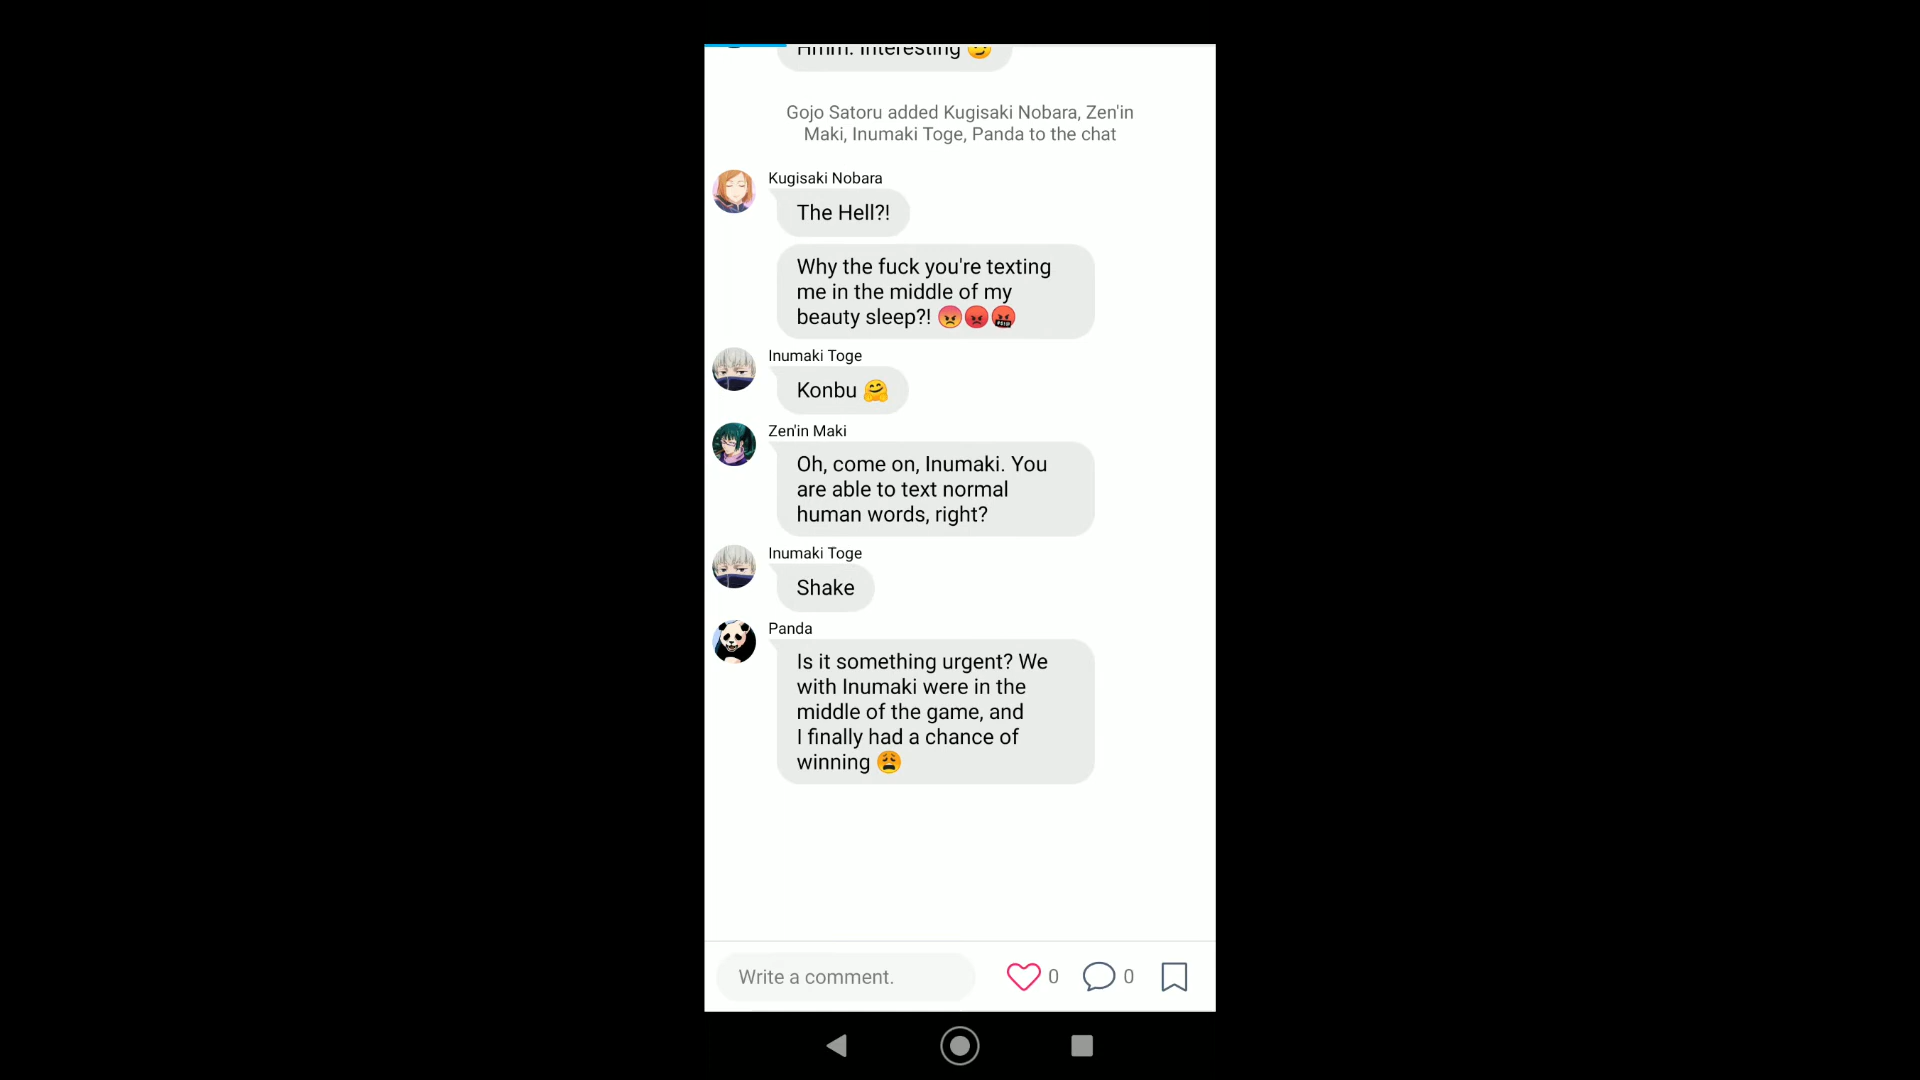 Hmm. Interesting 😏
Gojo Satoru added Kugisaki Nobara, Zen'in
Maki, Inumaki Toge, Panda to the chat
Kugisaki Nobara
The Hell?!
Why the fuck you're texting
me in the middle of my
beauty sleep?! 😡😡🤬
Inumaki Toge
Konbu 🤗
Zen'in Maki
Oh, come on, Inumaki. You
are able to text normal
human words, right?
Inumaki Toge
Shake
Panda
Is it something urgent? We
with Inumaki were in the
middle of the game, and
I finally had a chance of
winning 😩
Write a comment.
0
0